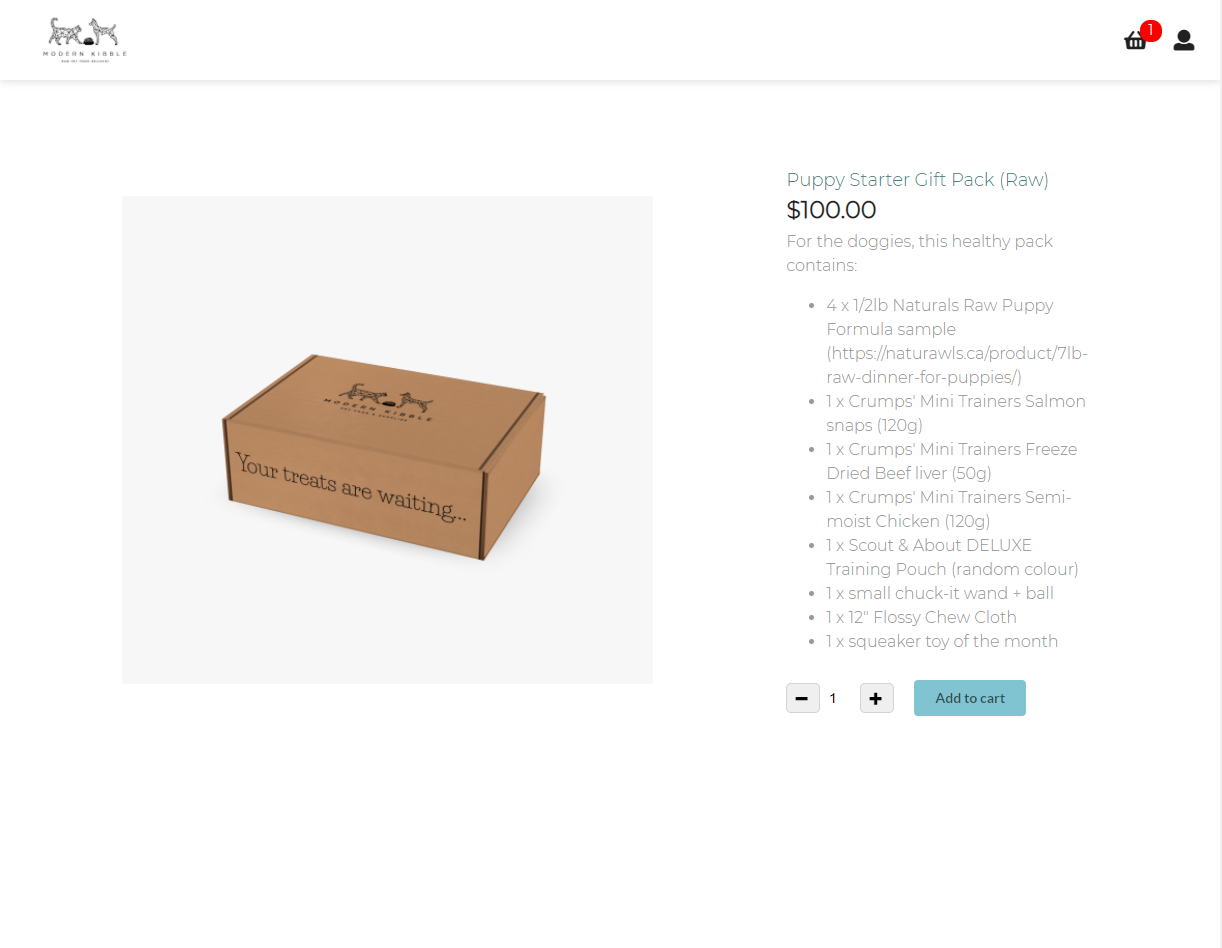 1
MODERN KIBBLE
RAW PET FOOD DELIVERY
Puppy Starter Gift Pack (Raw)
$100.00
For the doggies, this healthy pack
contains:
4 x 1/2lb Naturals Raw Puppy
Formula sample
(https://naturawls.ca/product/7lb-
raw-dinner-for-puppies/)
1 x Crumps' Mini Trainers Salmon
snaps (120g)
1 x Crumps' Mini Trainers Freeze
Dried Beef liver (50g)
1 x Crumps' Mini Trainers Semi-
moist Chicken (120g)
1 x Scout & About DELUXE
Training Pouch (random colour)
1 x small chuck-it wand + ball
1 x 12" Flossy Chew Cloth
1 x squeaker toy of the month
1
Add to cart
MODERN KIBBLE
Your treats are waiting...